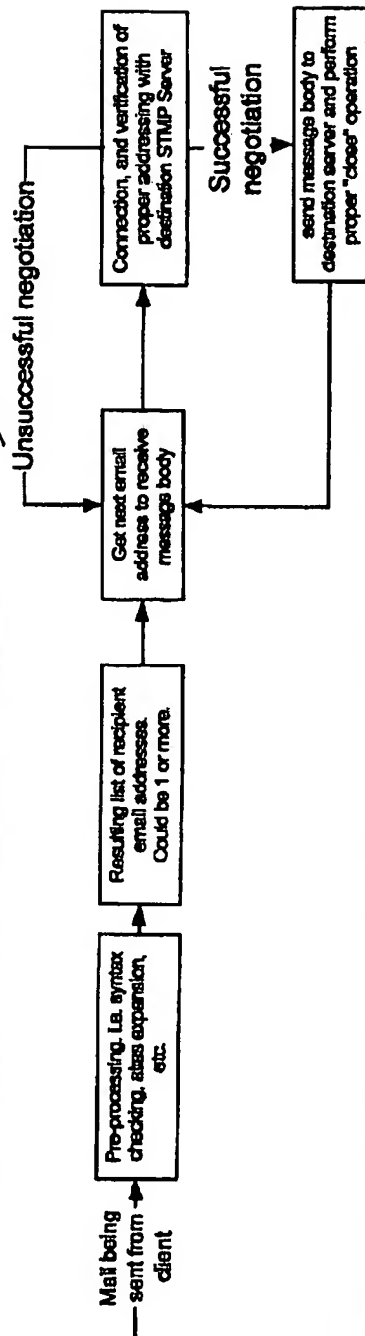 Mail being
sent from
client
Pre-processing. i.e. syntax
checking, alias expansion,
etc.
Resulting list of recipient
email addresses.
Could be 1 or more.
Get next email
address to receive
message body
Unsuccessful negotiation
Connection, and verification of
proper addressing with
destination STMP Server
Successful
negotiation
send message body to
destination server and perform
proper "close" operation